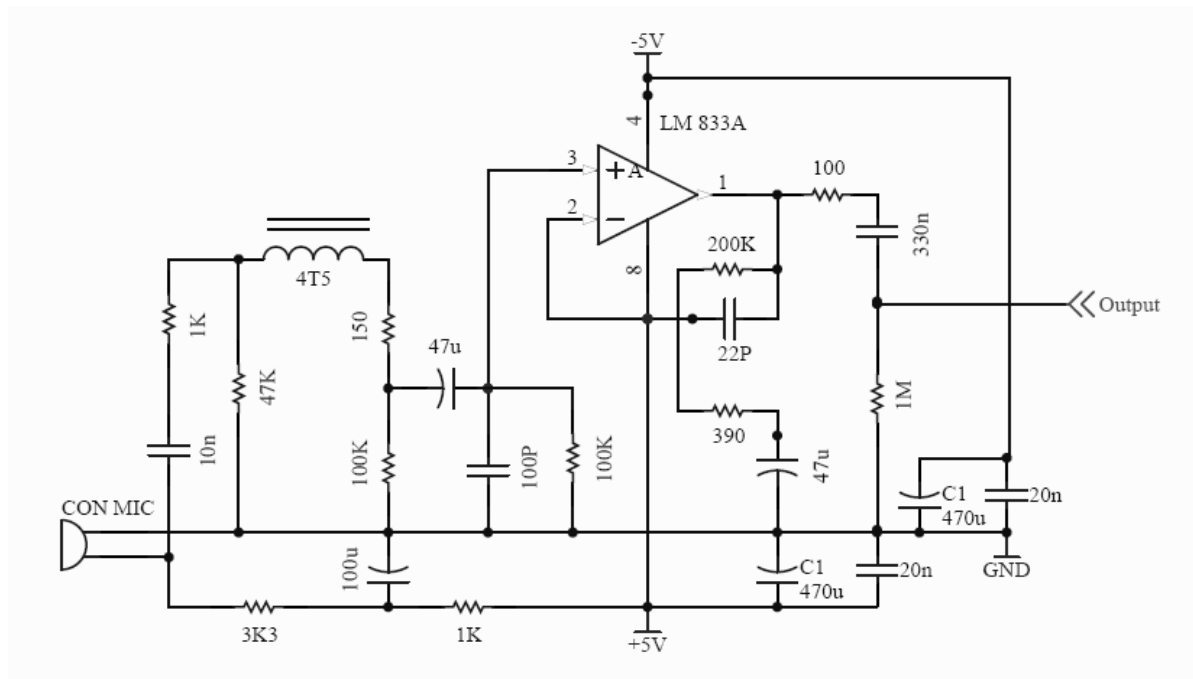 -5V
4
LM 833A
3
+A
2
−
1
100
330n
8
200K
22P
Output
4T5
1K
150
47u
47K
390
1M
10n
100K
100P
100K
47u
C1
470u
20n
CON MIC
100u
C1
470u
20n
GND
3K3
1K
+5V